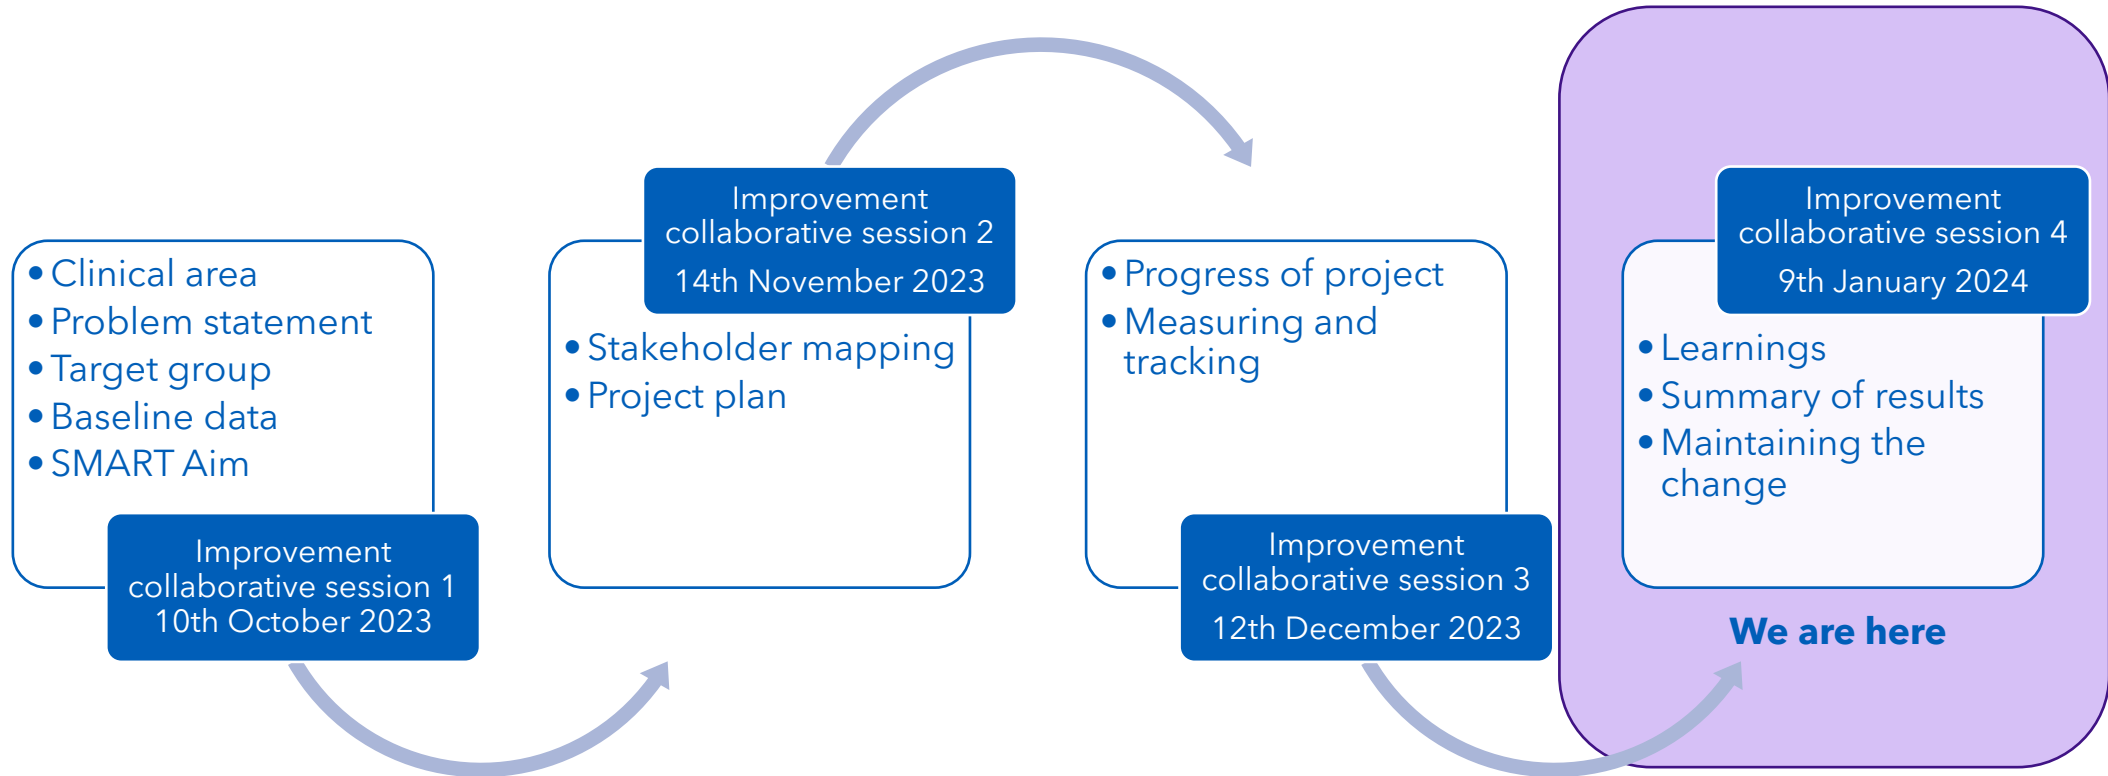 • Clinical area
• Problem statement
• Target group
• Baseline data
• SMART Aim
Improvement
collaborative session 1
10th October 2023
Improvement
collaborative session 2
14th November 2023
• Stakeholder mapping
• Project plan
• Progress of project
• Measuring and
tracking
Improvement
collaborative session 3
12th December 2023
Improvement
collaborative session 4
9th January 2024
• Learnings
• Summary of results
• Maintaining the
change
We are here